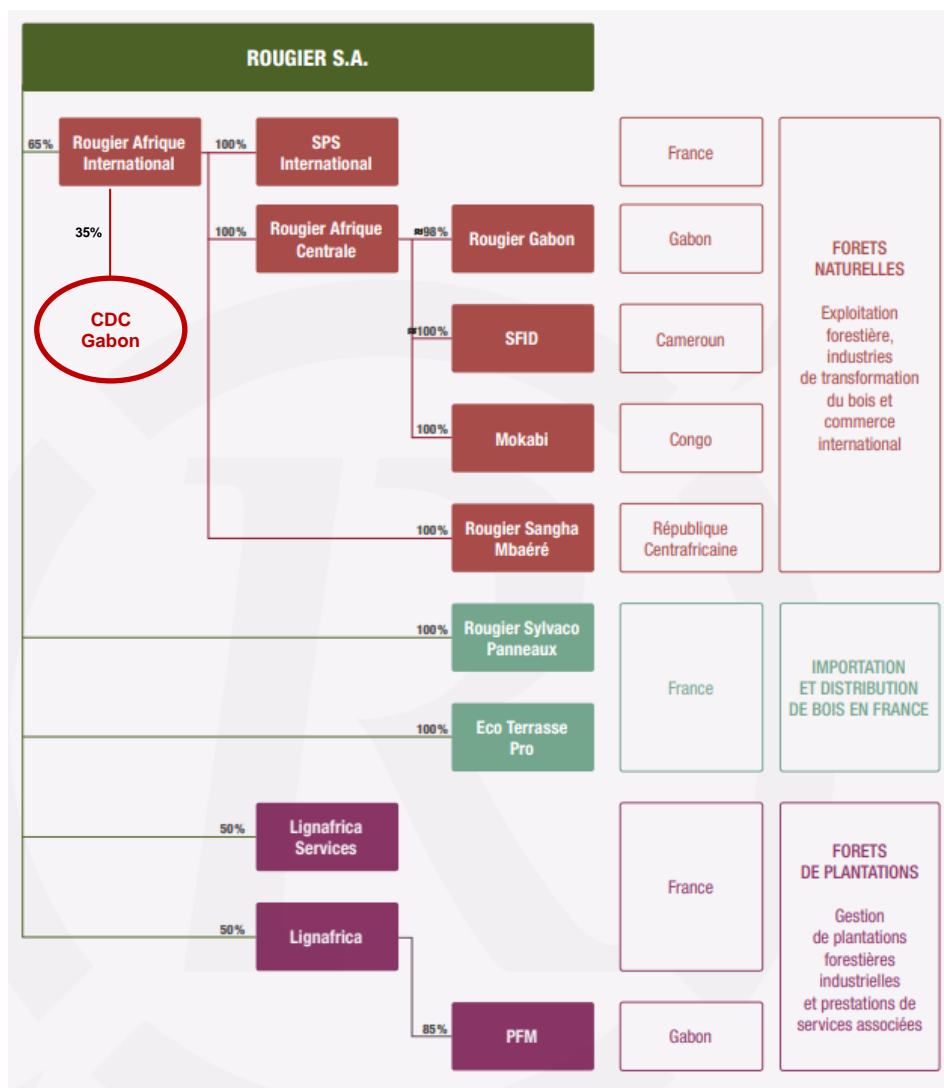 ROUGIER S.A.
65%
Rougier Afrique
International
100%
SPS
International
France
35%
CDC
Gabon
100%
Rougier Afrique
Centrale
≈98%
Rougier Gabon
Gabon
≈100%
SFID
Cameroun
100%
Mokabi
Congo
100%
Rougier Sangha
Mbaéré
République
Centrafricaine
FORETS
NATURELLES
Exploitation
forestière,
industries
de transformation
du bois et
commerce
international
100%
Rougier Sylvaco
Panneaux
100%
Eco Terrasse
Pro
France
IMPORTATION
ET DISTRIBUTION
DE BOIS EN FRANCE
50%
Lignafrica
Services
50%
Lignafrica
France
85%
PFM
Gabon
FORETS
DE PLANTATIONS
Gestion
de plantations
forestières
industrielles
et prestations de
services associées